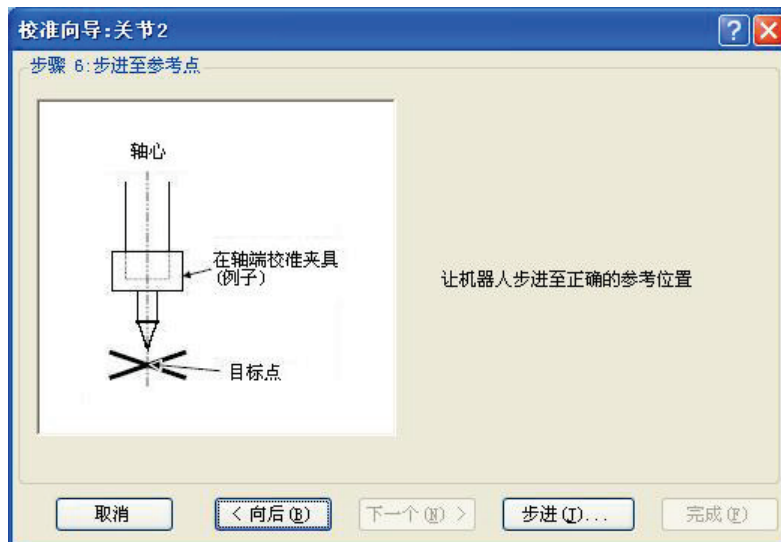 校准向导:关节2
步骤 6:步进至参考点
轴心
在轴端校准夹具
(例子)
目标点
让机器人步进至正确的参考位置
取消
< 向后(B)
下一个(N) >
步进(J)...
完成(F)